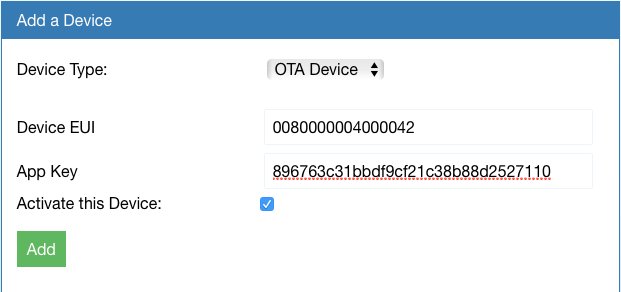 Add a Device
Device Type: OTA Device
Device EUI 0080000004000042
App Key 896763c31bbdf9cf21c38b88d2527110
Activate this Device:
Add